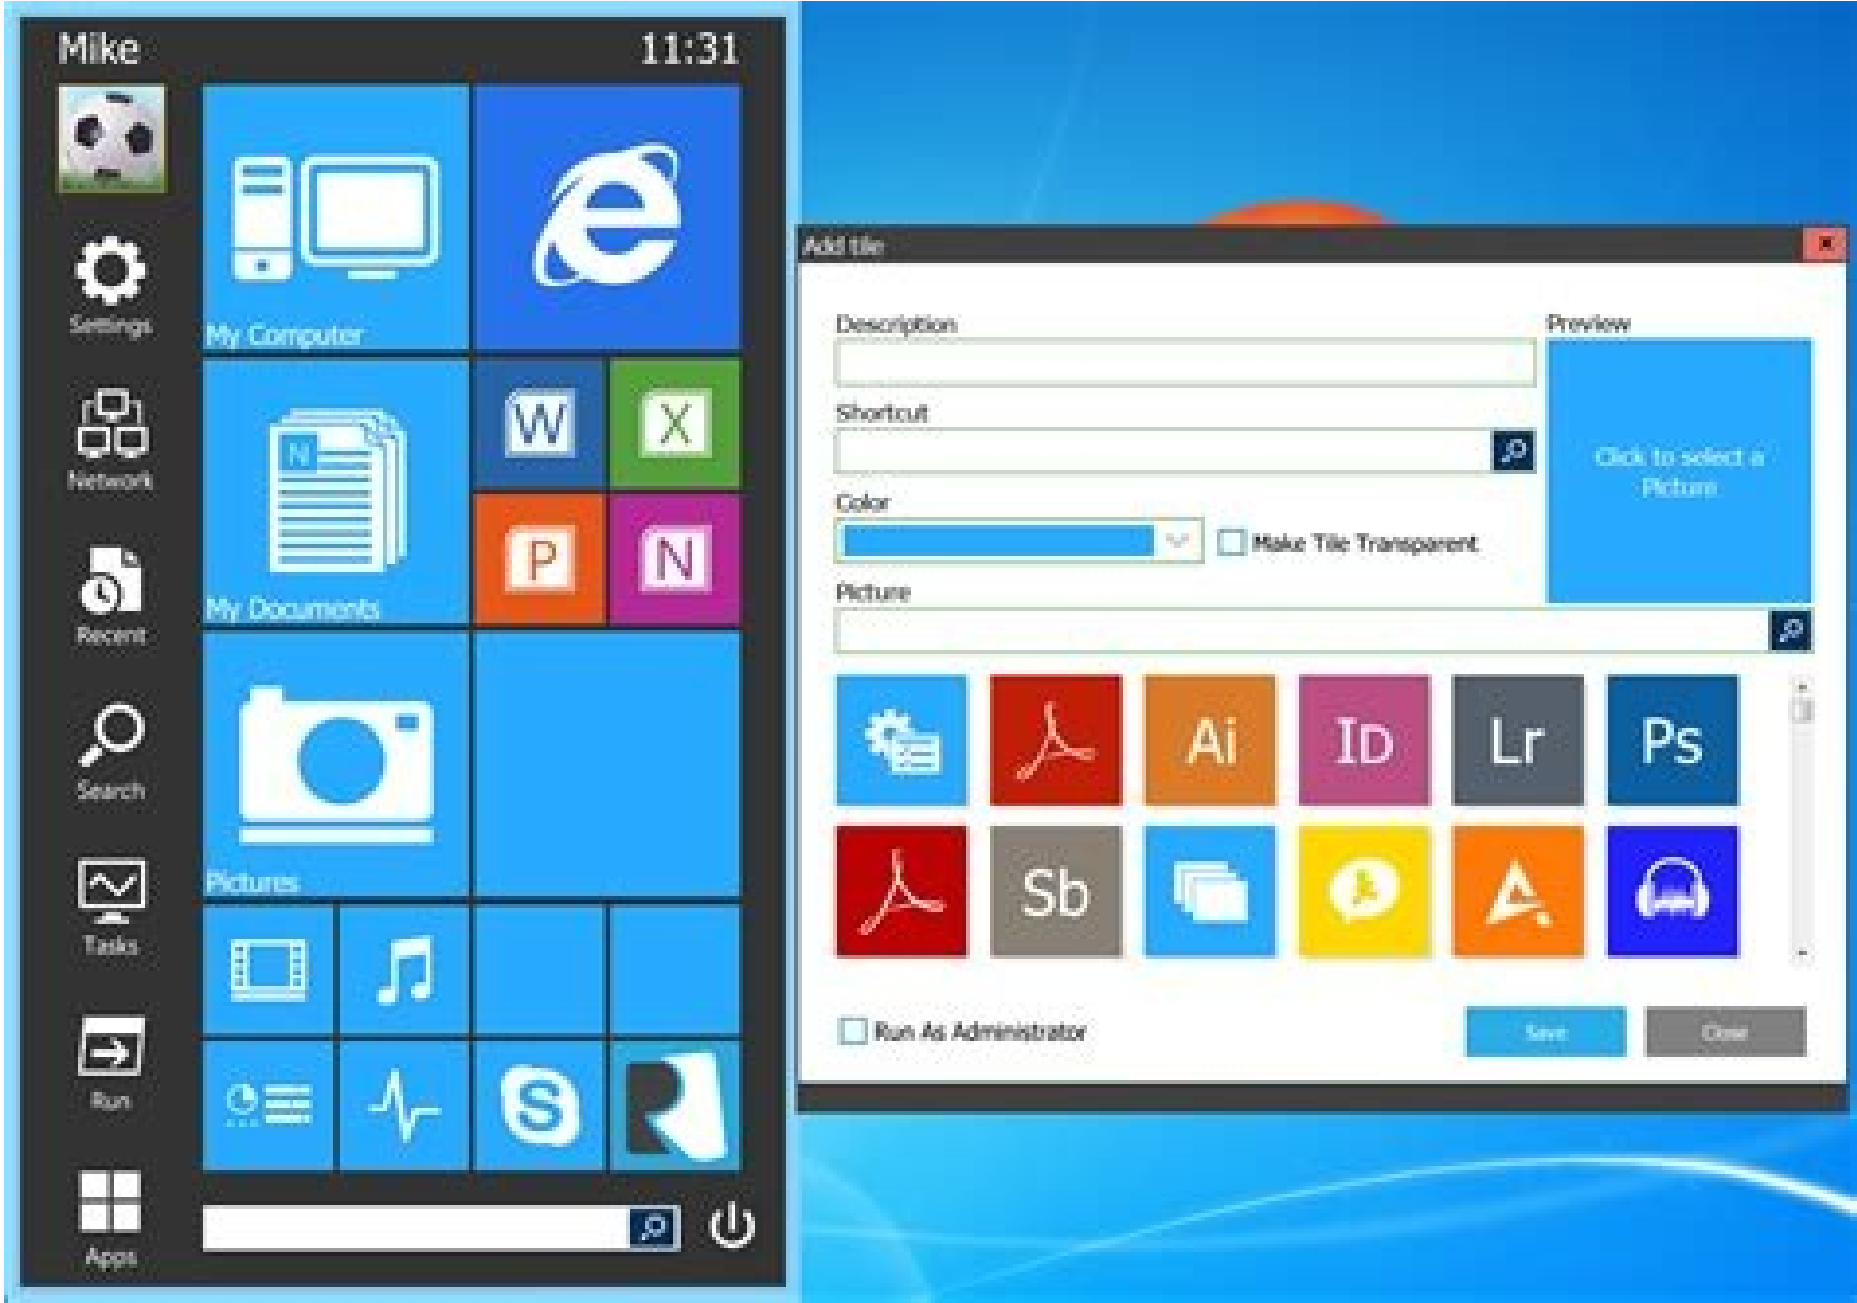 Mike
11:31
Settings
Network
Recent
Search
Tasks
Run
Apps
My Computer
My Documents
N
W
X
P
N
Pictures
S
R
Add tile
x
Description
Preview
Shortcut
Click to select a
Picture
Color
Make Tile Transparent
Picture
Ai
ID
Lr
Ps
Sb
Run As Administrator
Save
Close